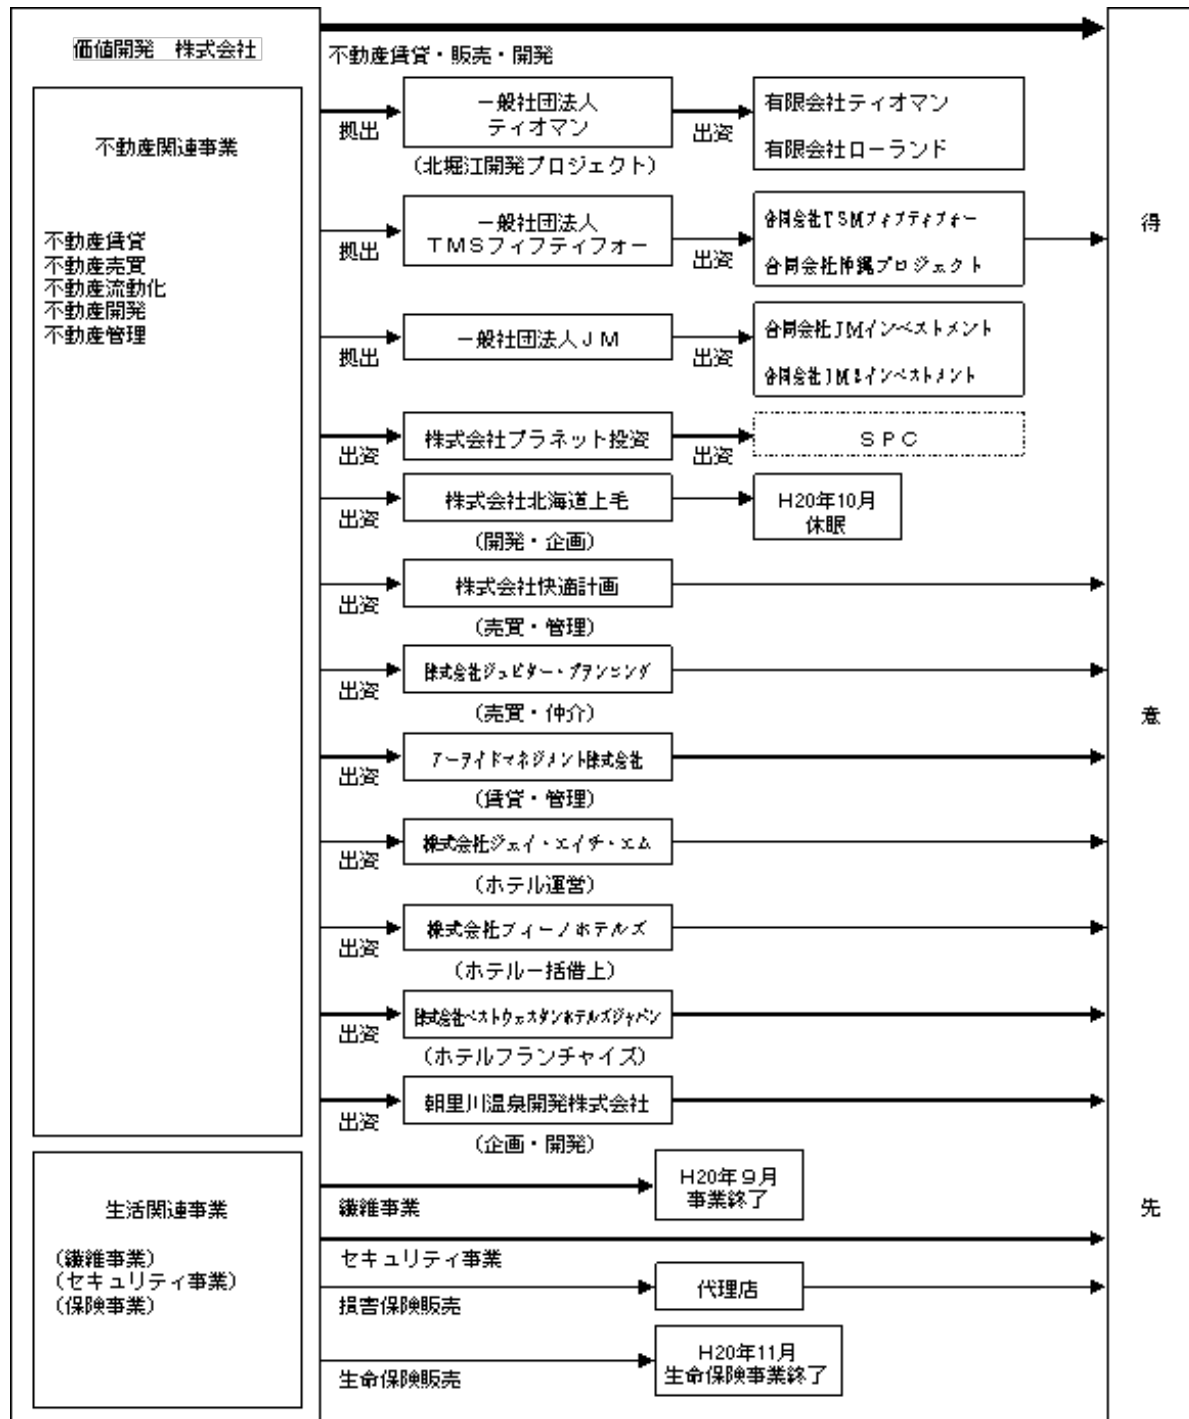 価値開発 株式会社
不動産賃貸・販売・開発
不動産関連事業
不動産賃貸
不動産売買
不動産流動化
不動産開発
不動産管理
拠出
一般社団法人
ティオマン
(北堀江開発プロジェクト)
出資
有限会社ティオマン
有限会社ローランド
拠出
一般社団法人
TMSフィフティフォー
出資
合同会社TSMフィフティフォー
合同会社沖縄プロジェクト
拠出
一般社団法人JM
出資
合同会社JMインベストメント
合同会社JM2インベストメント
出資
株式会社プラネット投資
出資
SPC
出資
株式会社北海道上毛
(開発・企画)
H20年10月
休眠
出資
株式会社快適計画
(売買・管理)
出資
株式会社ジュピター・プランニング
(売買・仲介)
出資
アーライドマネジメント株式会社
(賃貸・管理)
出資
株式会社ジェイ・エイチ・エム
(ホテル運営)
出資
株式会社フィーノホテルズ
(ホテル一括借上)
出資
株式会社ベストウェスタンホテルズジャパン
(ホテルフランチャイズ)
出資
朝里川温泉開発株式会社
(企画・開発)
生活関連事業
(繊維事業)
(セキュリティ事業)
(保険事業)
繊維事業
H20年9月
事業終了
セキュリティ事業
損害保険販売
代理店
生命保険販売
H20年11月
生命保険事業終了
得
意
先